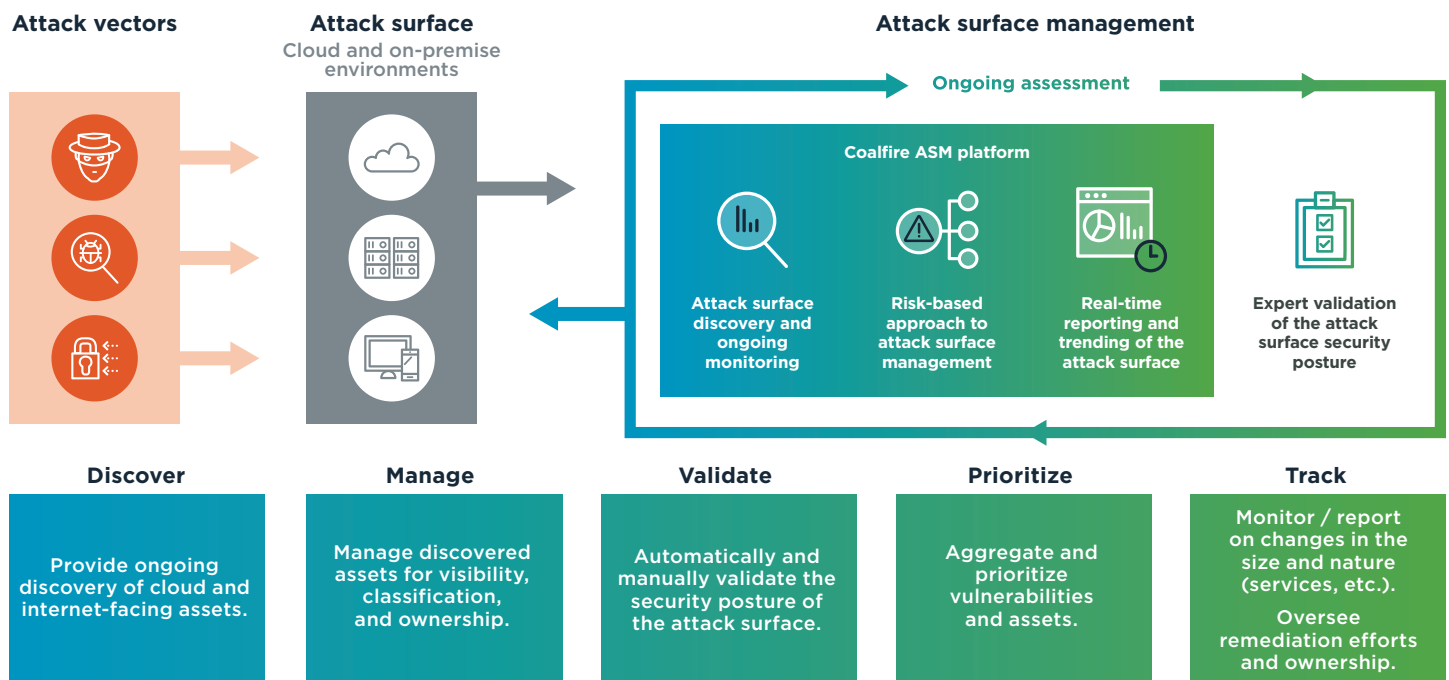 Attack vectors
Attack surface
Cloud and on-premise
environments
Attack surface management
Ongoing assessment
Coalfire ASM platform
Attack surface
discovery and
ongoing
monitoring
Risk-based
approach to
attack surface
management
Real-time
reporting and
trending of the
attack surface
Expert validation
of the attack
surface security
posture
Discover
Provide ongoing
discovery of cloud and
internet-facing assets.
Manage
Manage discovered
assets for visibility,
classification,
and ownership.
Validate
Automatically and
manually validate the
security posture of
the attack surface.
Prioritize
Aggregate and
prioritize
vulnerabilities
and assets.
Track
Monitor / report
on changes in the
size and nature
(services, etc.).
Oversee
remediation efforts
and ownership.